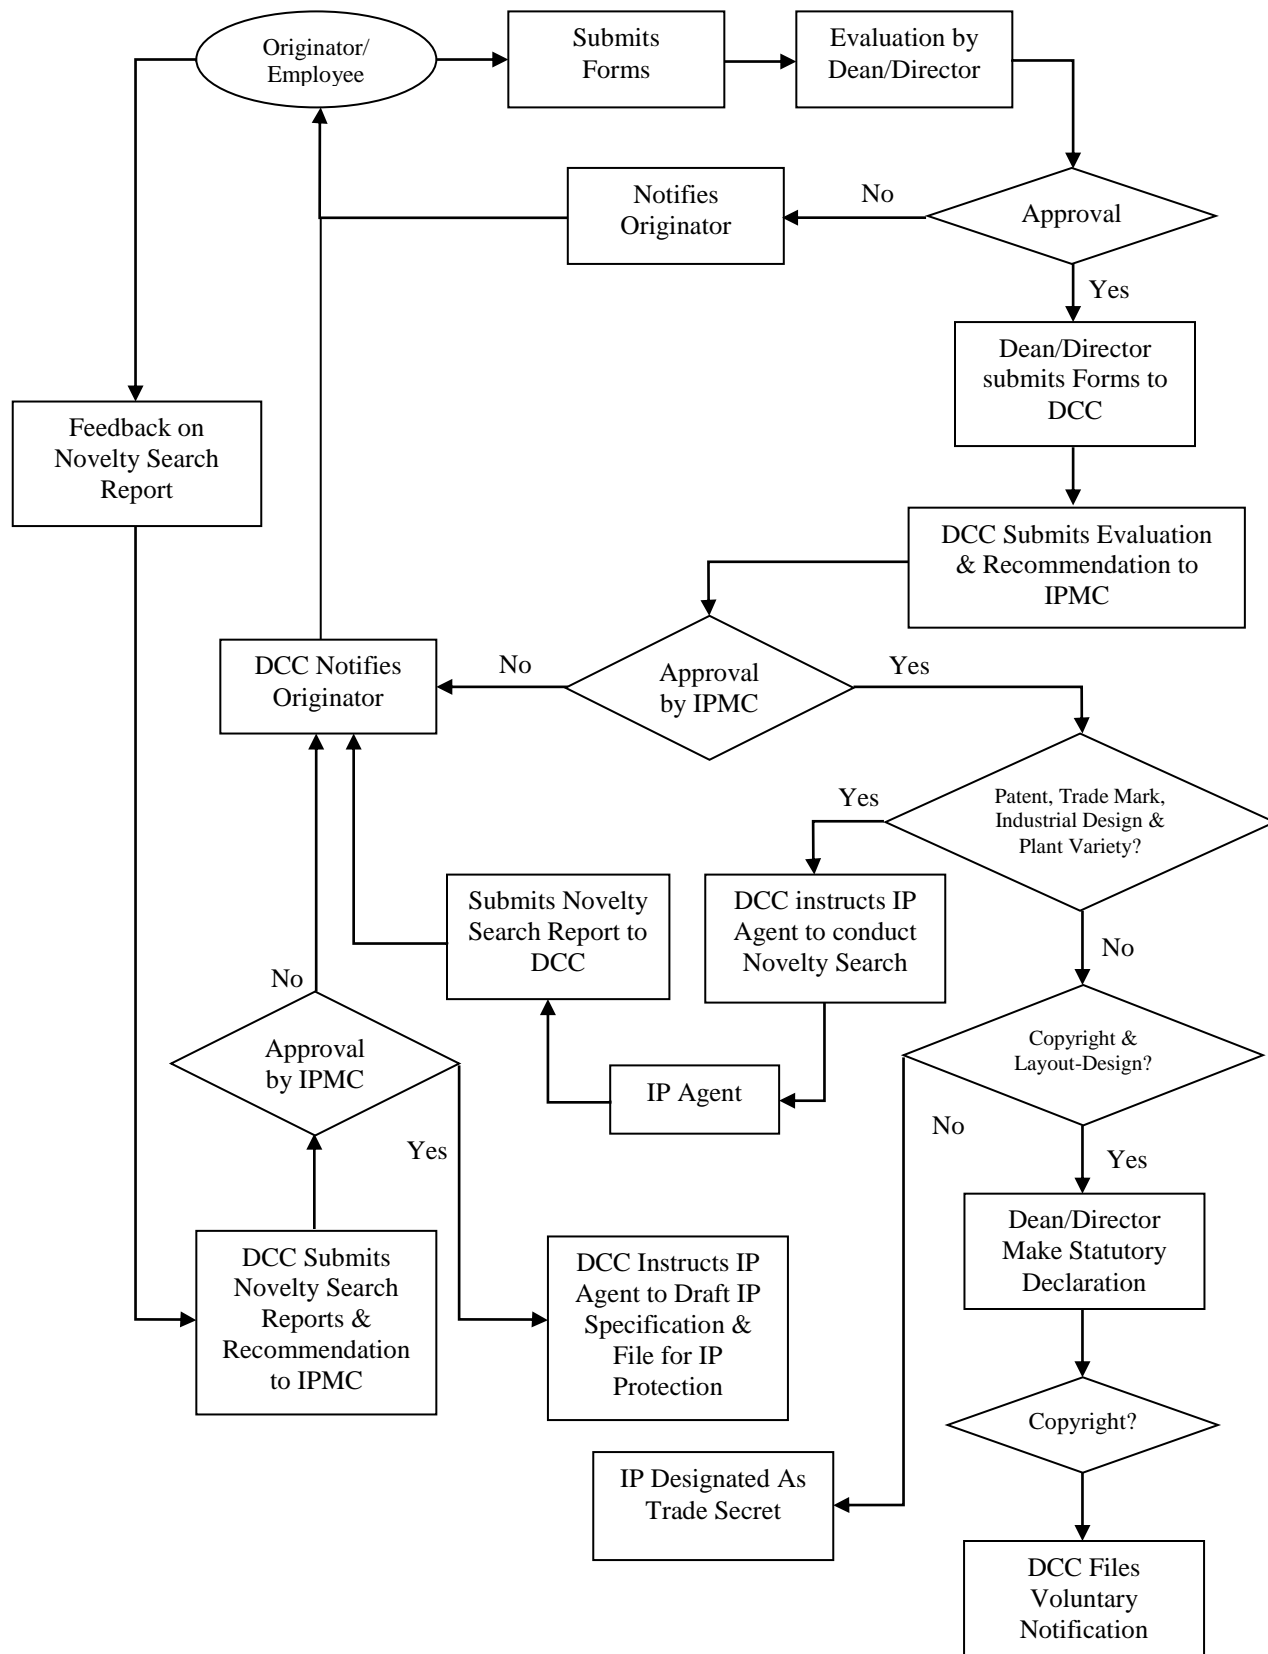 Originator/
Employee
Submits
Forms
Evaluation by
Dean/Director
Notifies
Originator
No
Approval
Yes
Dean/Director
submits Forms to
DCC
Feedback on
Novelty Search
Report
DCC Submits Evaluation
& Recommendation to
IPMC
DCC Notifies
Originator
No
Approval
by IPMC
Yes
Patent, Trade Mark,
Industrial Design &
Plant Variety?
Yes
Submits Novelty
Search Report to
DCC
DCC instructs IP
Agent to conduct
Novelty Search
No
No
Approval
by IPMC
Copyright &
Layout-Design?
IP Agent
No
Yes
Yes
Dean/Director
Make Statutory
Declaration
DCC Submits
Novelty Search
Reports &
Recommendation
to IPMC
DCC Instructs IP
Agent to Draft IP
Specification &
File for IP
Protection
Copyright?
IP Designated As
Trade Secret
DCC Files
Voluntary
Notification